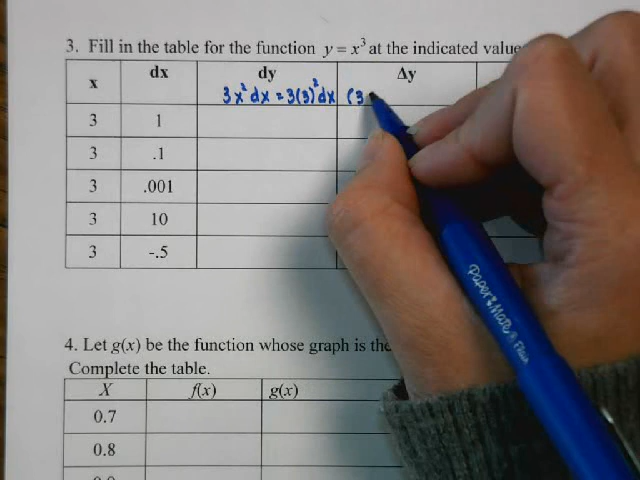 3. Fill in the table for the function y = x³ at the indicated value
x dx dy Δy
3x² dx = 3(3)² dx (3
3 1
3 .1
3 .001
3 10
3 -.5
4. Let g(x) be the function whose graph is the
Complete the table.
X f(x) g(x)
0.7
0.8
Paper Mate Flair